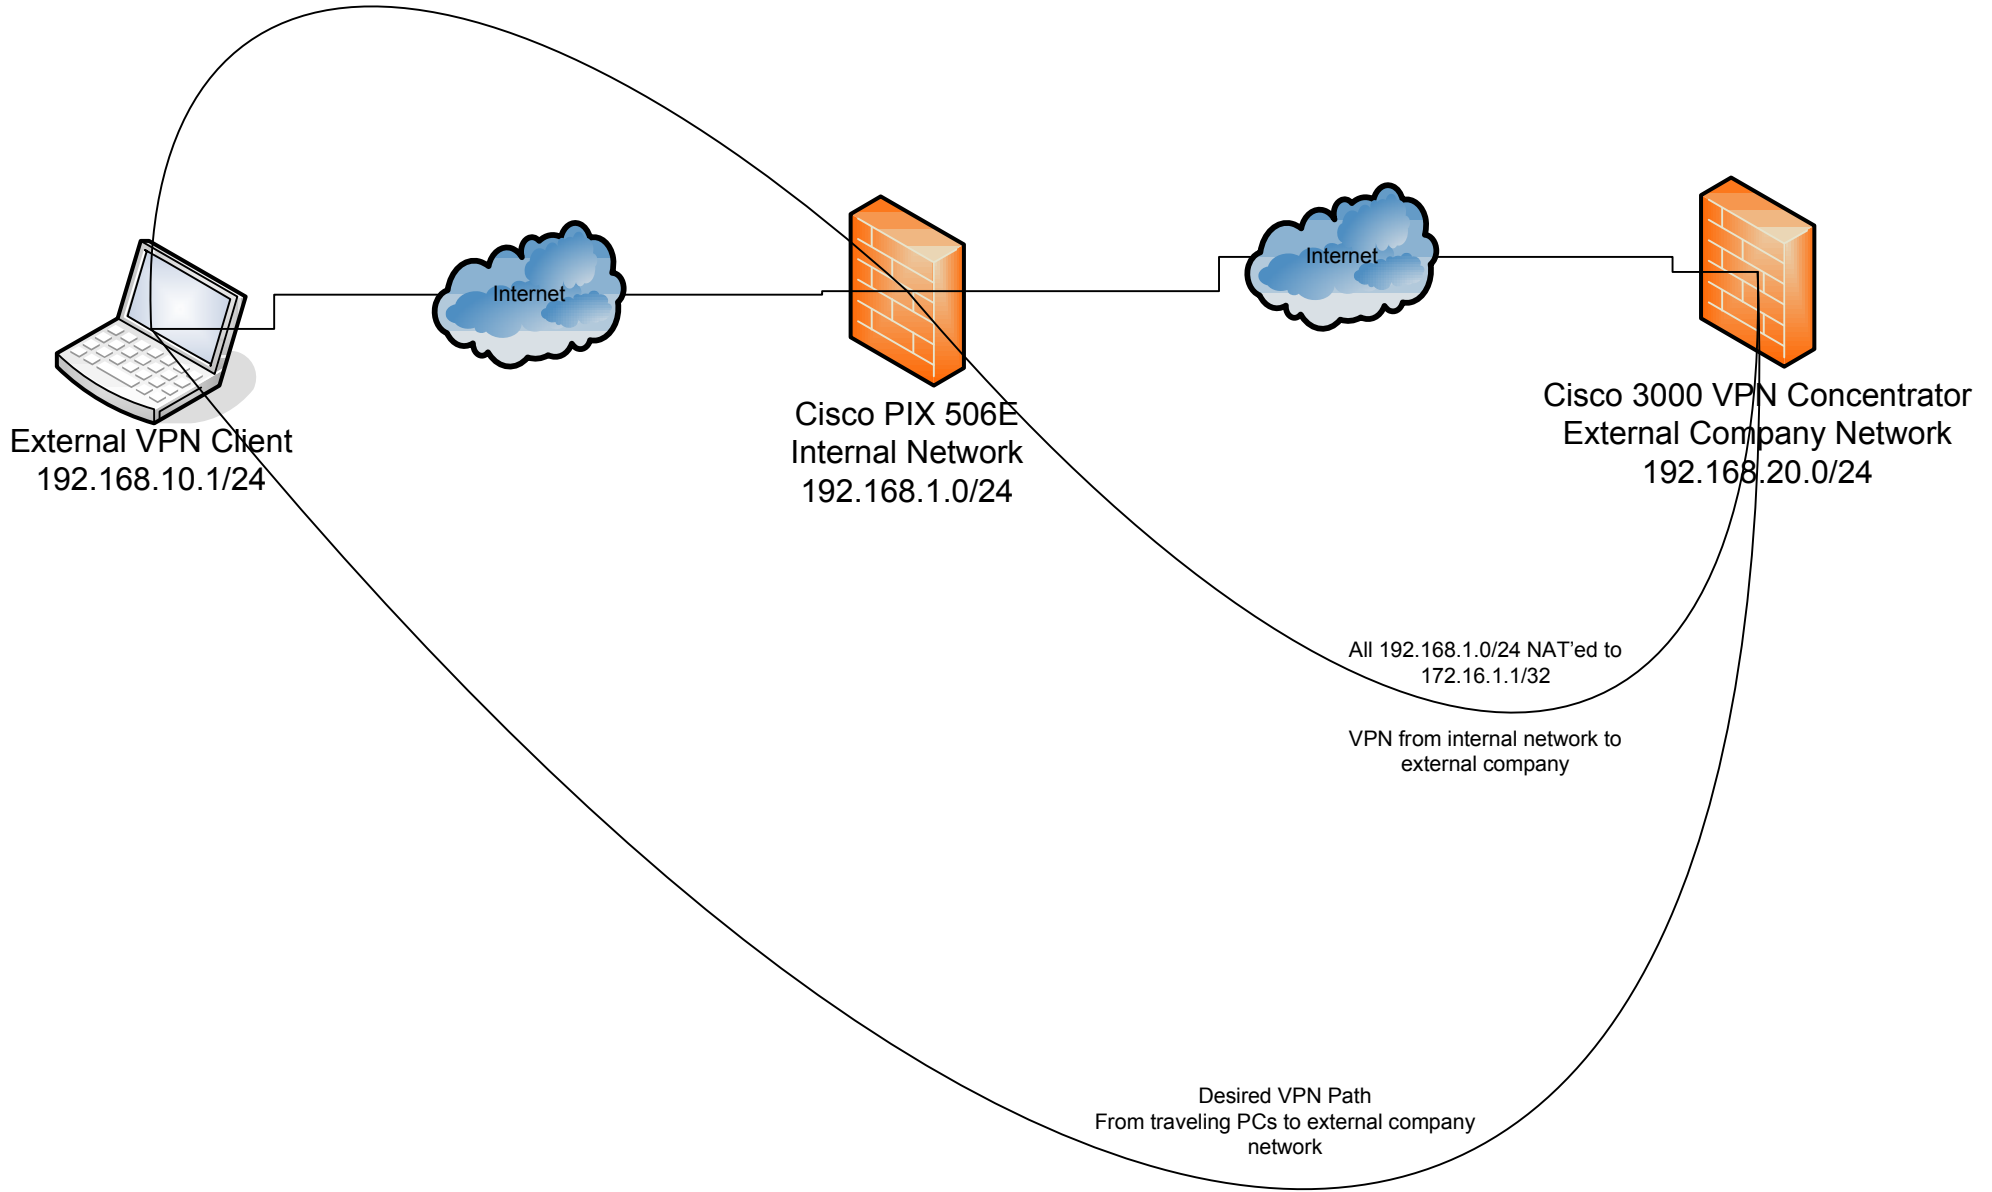 Internet
Internet
External VPN Client
192.168.10.1/24
Cisco PIX 506E
Internal Network
192.168.1.0/24
Cisco 3000 VPN Concentrator
External Company Network
192.168.20.0/24
All 192.168.1.0/24 NAT'ed to
172.16.1.1/32
VPN from internal network to
external company
Desired VPN Path
From traveling PCs to external company
network